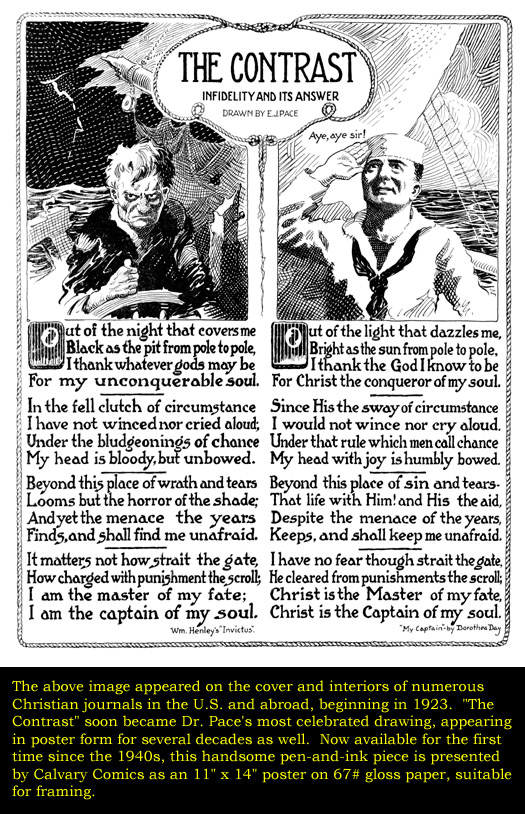 THE CONTRAST
INFIDELITY AND ITS ANSWER
DRAWN BY E.J.PACE
Aye, aye sir!
Out of the night that covers me
Black as the pit from pole to pole,
I thank whatever gods may be
For my unconquerable soul.
In the fell clutch of circumstance
I have not winced nor cried aloud;
Under the bludgeonings of chance
My head is bloody, but unbowed.
Beyond this place of wrath and tears
Looms but the horror of the shade;
And yet the menace the years
Finds, and shall find me unafraid.
It matters not how strait the gate,
How charged with punishment the scroll;
I am the master of my fate;
I am the captain of my soul.
Wm. Henley's "Invictus".
Out of the light that dazzles me,
Bright as the sun from pole to pole,
I thank the God I know to be
For Christ the conqueror of my soul.
Since His the sway of circumstance
I would not wince nor cry aloud.
Under that rule which men call chance
My head with joy is humbly bowed.
Beyond this place of sin and tears-
That life with Him! and His the aid,
Despite the menace of the years,
Keeps, and shall keep me unafraid.
I have no fear though strait the gate,
He cleared from punishments the scroll;
Christ is the Master of my fate,
Christ is the Captain of my soul.
"My Captain"-by Dorothea Day
The above image appeared on the cover and interiors of numerous
Christian journals in the U.S. and abroad, beginning in 1923. "The
Contrast" soon became Dr. Pace's most celebrated drawing, appearing
in poster form for several decades as well. Now available for the first
time since the 1940s, this handsome pen-and-ink piece is presented
by Calvary Comics as an 11" x 14" poster on 67# gloss paper, suitable
for framing.